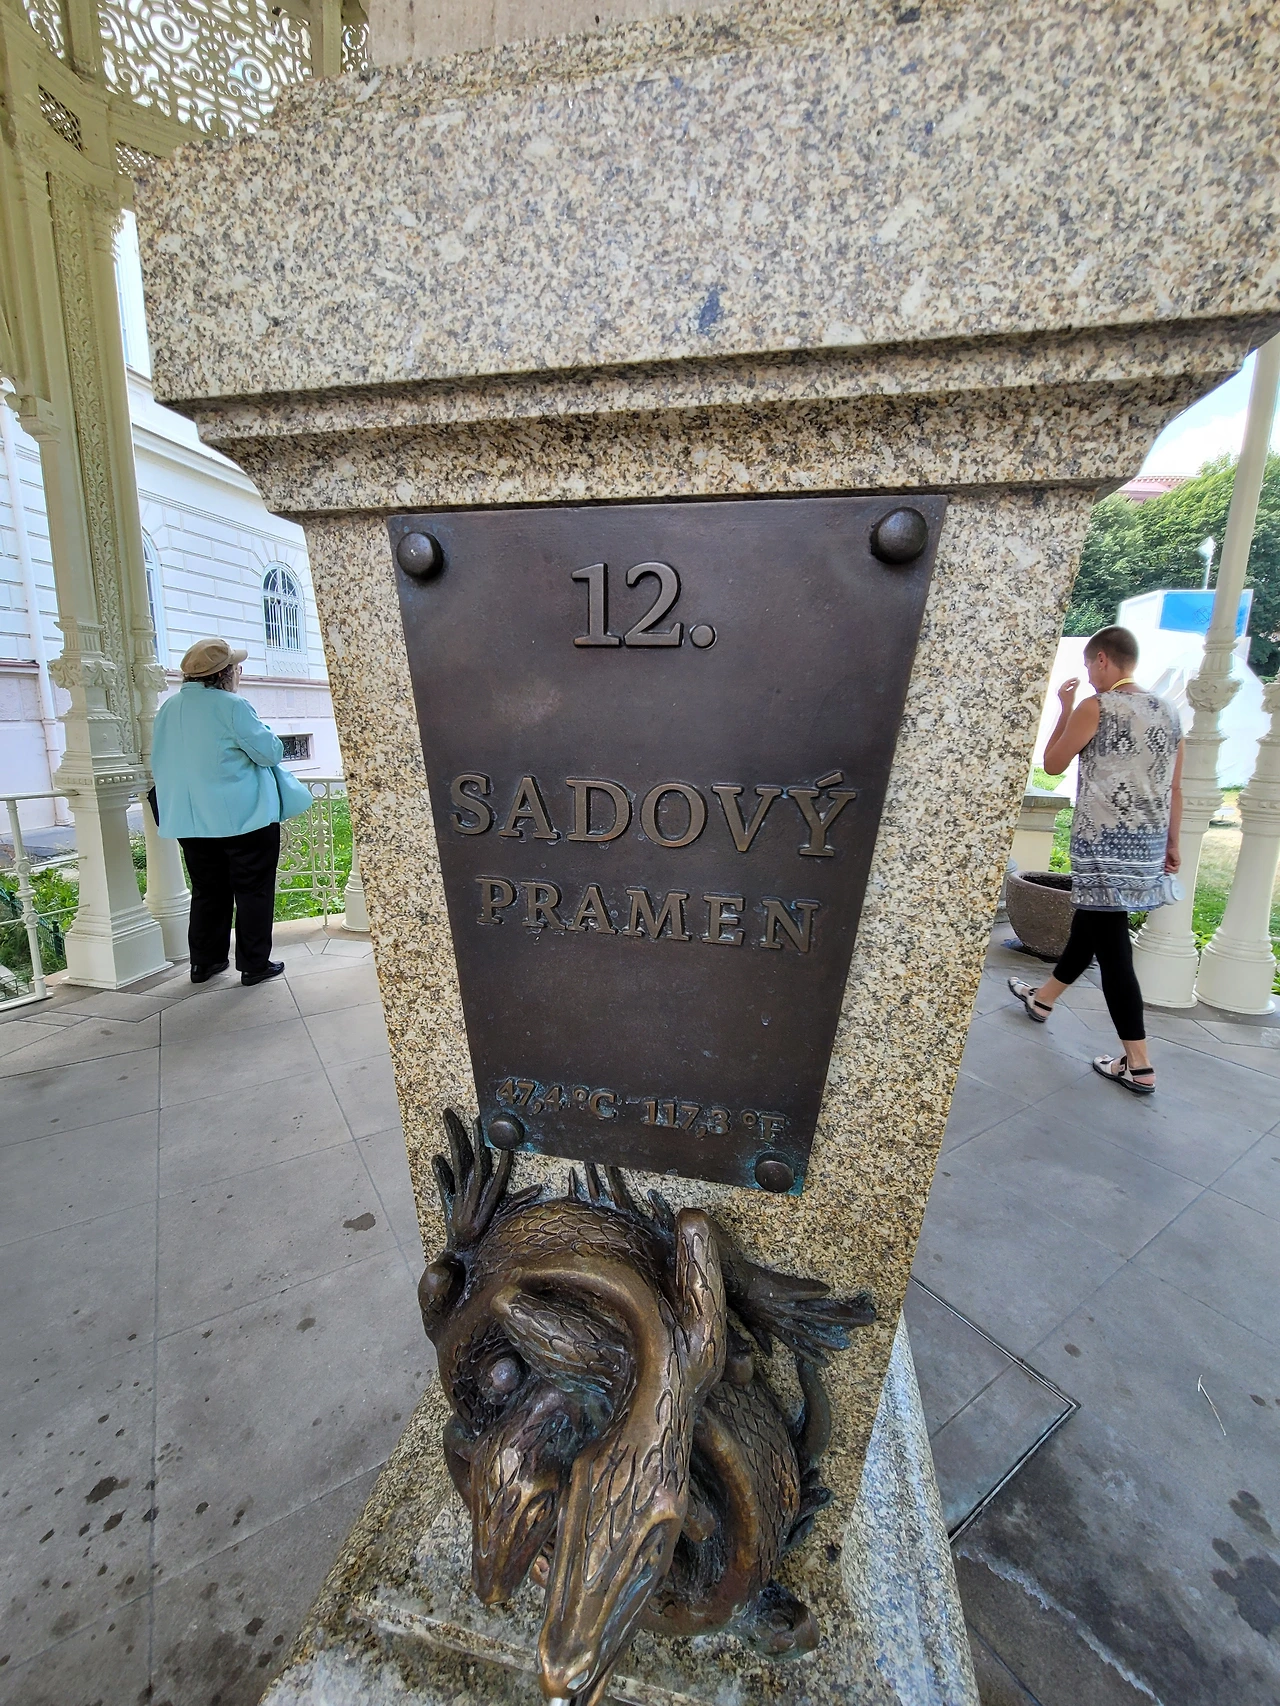 12.
SADOVÝ
PRAMEN
47,4 °C - 117,3 °F